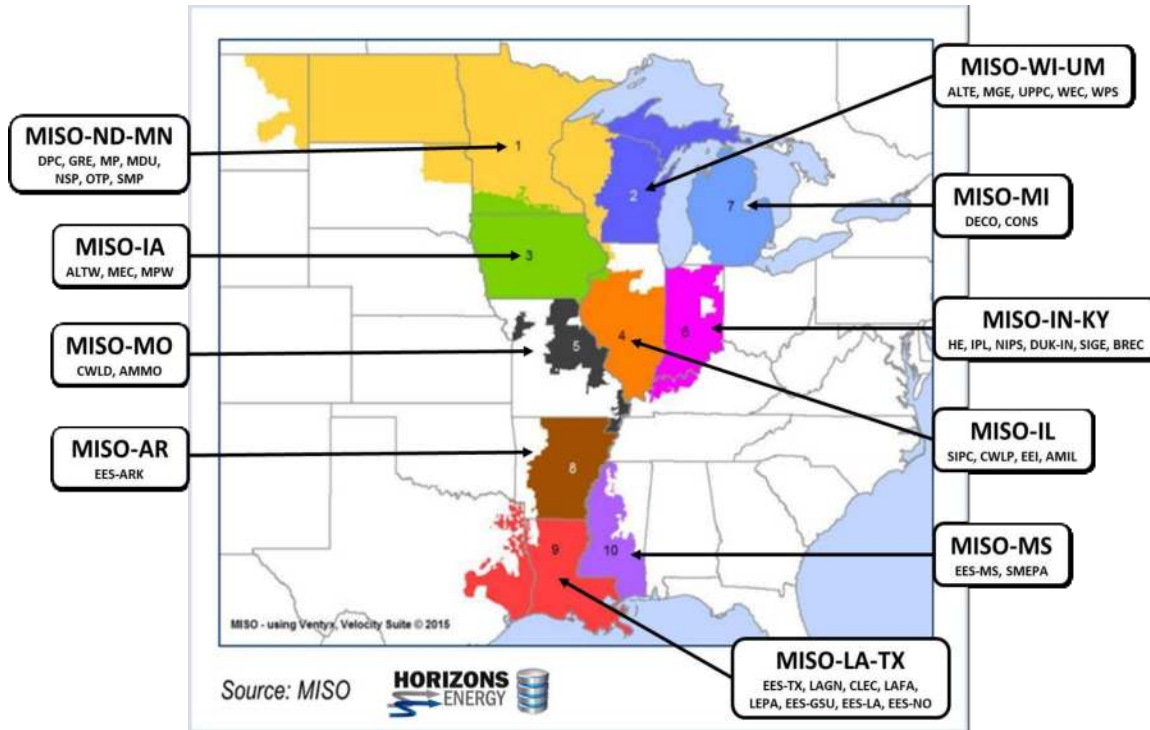 MISO-WI-UM
ALTE, MGE, UPPC, WEC, WPS
MISO-ND-MN
DPC, GRE, MP, MDU,
NSP, OTP, SMP
1
2
7
MISO-MI
DECO, CONS
MISO-IA
ALTW, MEC, MPW
3
MISO-IN-KY
HE, IPL, NIPS, DUK-IN, SIGE, BREC
MISO-MO
CWLD, AMMO
5
4
6
MISO-IL
SIPC, CWLP, EEI, AMIL
MISO-AR
EES-ARK
8
9
10
MISO-MS
EES-MS, SMEPA
MISO - using Ventyx, Velocity Suite © 2015
MISO-LA-TX
EES-TX, LAGN, CLEC, LAFA,
LEPA, EES-GSU, EES-LA, EES-NO
Source: MISO
HORIZONS
ENERGY